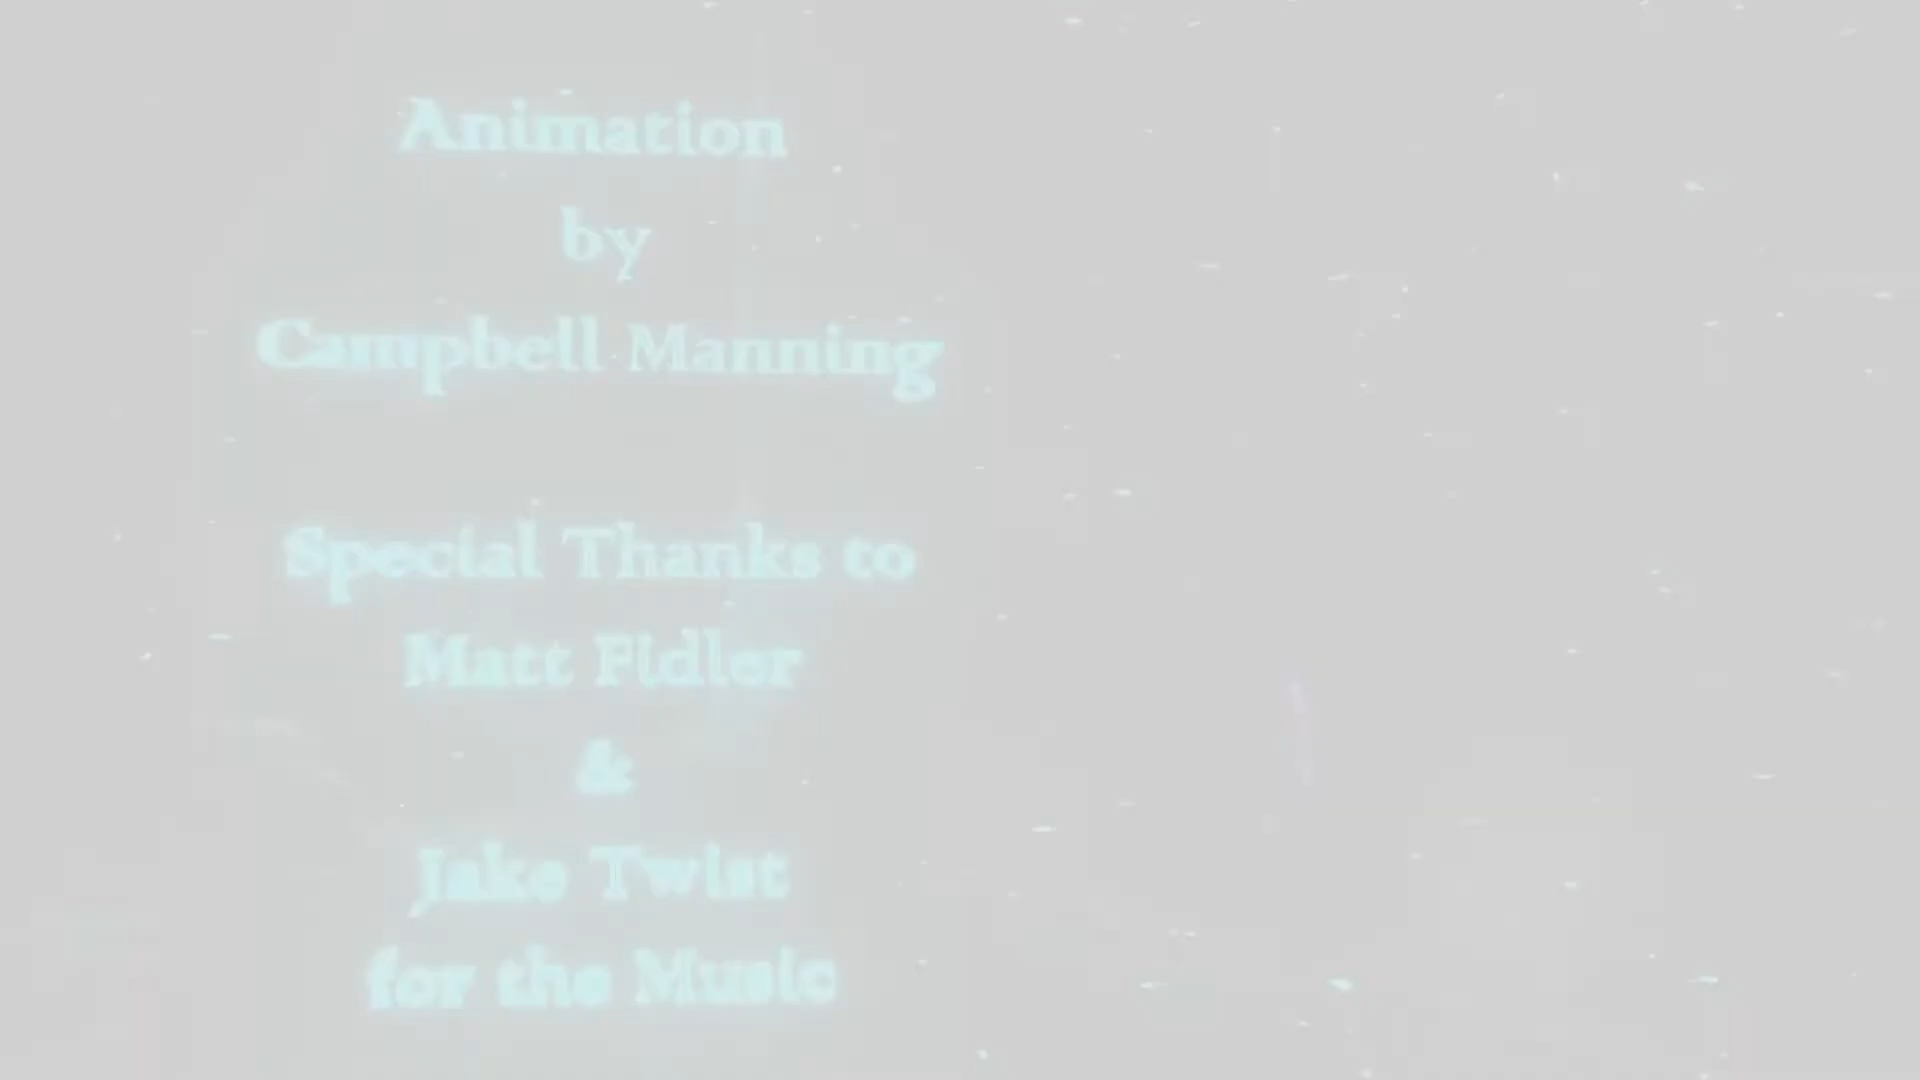 Animation
by
Campbell Manning
Special Thanks to
Matt Fidler
&
Jake Twist
for the Music